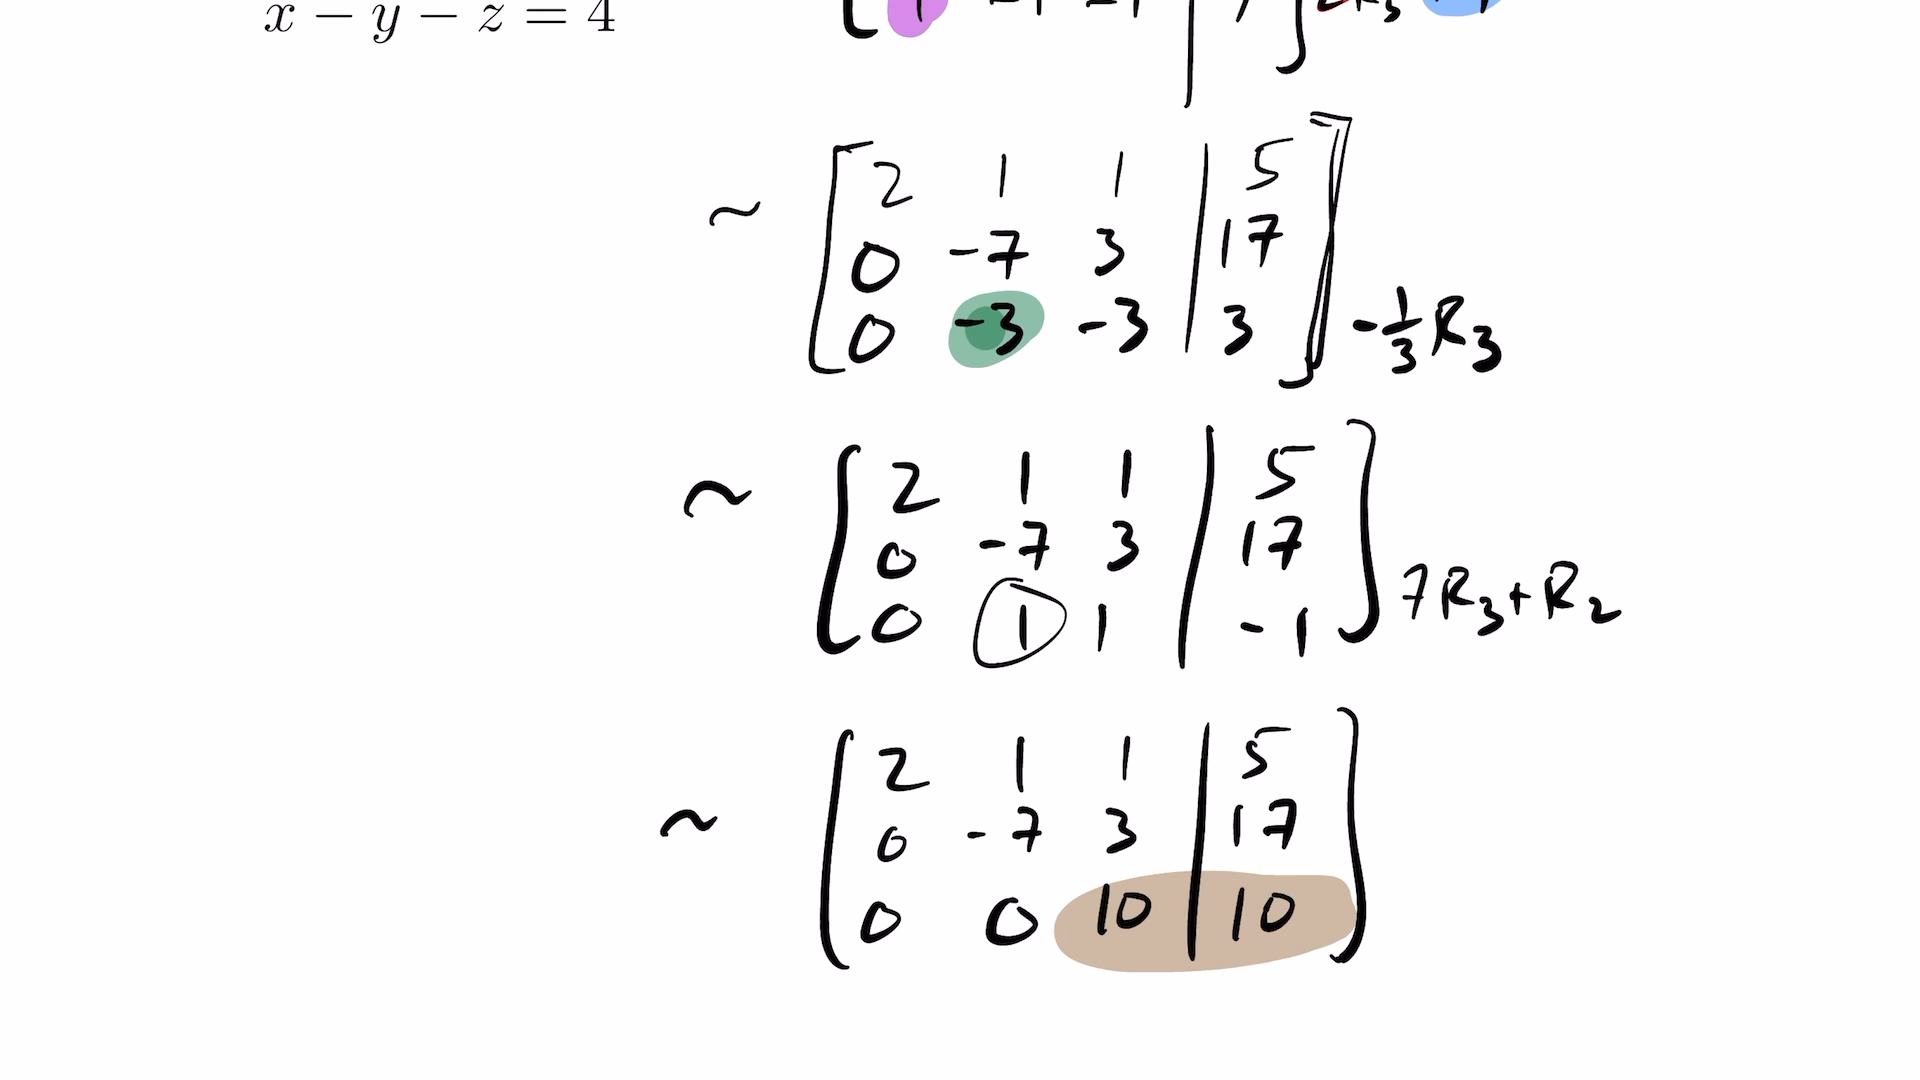 x − y − z = 4
~ [ 2 1 1 | 5 ]
0 -7 3 | 17
0 -3 -3 | 3 -1/3 R₃
~ [ 2 1 1 | 5 ]
0 -7 3 | 17
0 1 1 | -1 7R₃+R₂
~ [ 2 1 1 | 5 ]
0 -7 3 | 17
0 0 10 | 10